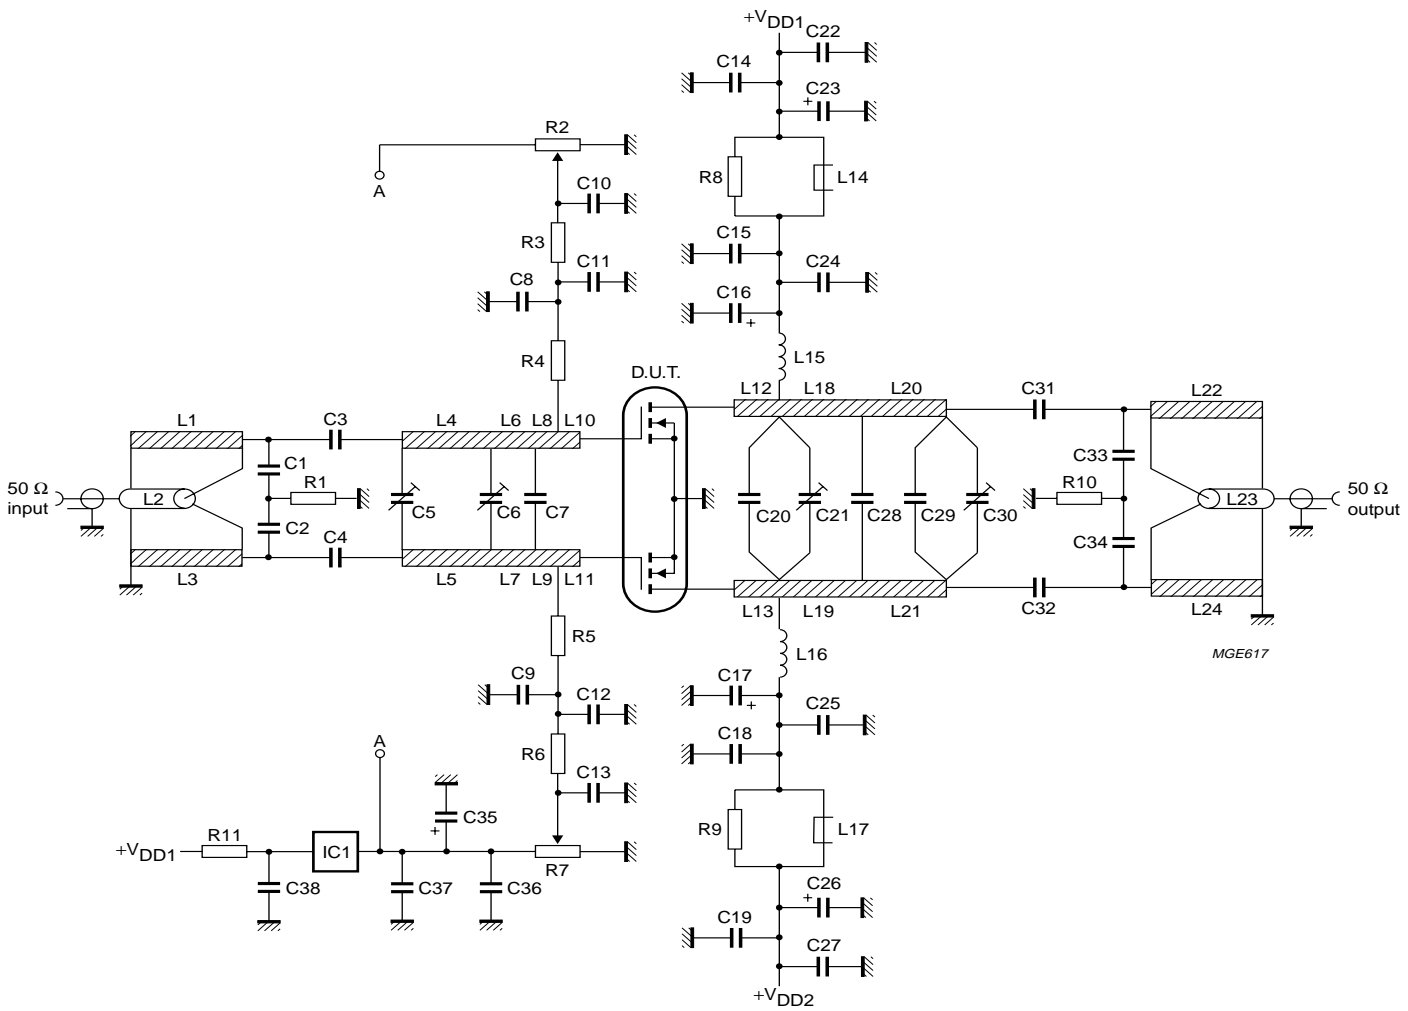 +VDD1
C22
C14
C23
R2
A
R8
L14
C10
R3
C11
C8
C15
C24
C16
R4
L15
D.U.T.
L12 L18 L20
C31
L22
L1
C3
L4 L6 L8 L10
C1
C33
50 Ω
input
L2
R1
C5
C6
C7
C20
C21
C28
C29
C30
R10
L23
50 Ω
output
C2
C4
C34
L3
L5 L7 L9 L11
L13 L19 L21
C32
L24
R5
L16
MGE617
C9
C12
C17
C25
A
R6
C18
C13
C35
R9
L17
+VDD1
R11
IC1
R7
C38
C37
C36
C26
C19
C27
+VDD2
+
+
+
+
+